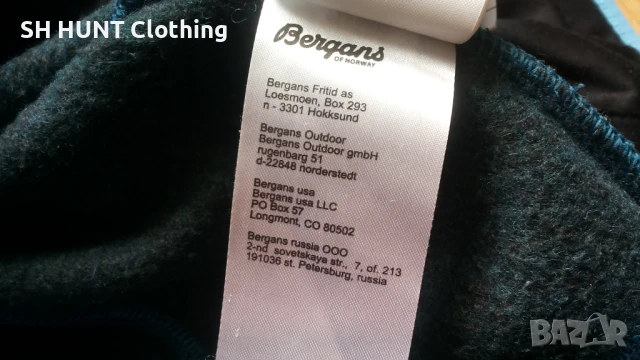 SH HUNT Clothing
Bergans
OF NORWAY
Bergans Fritid as
Loesmoen, Box 293
n - 3301 Hokksund
Bergans Outdoor
Bergans Outdoor gmbH
rugenbarg 51
d-22848 norderstedt
Bergans usa
Bergans usa LLC
PO Box 57
Longmont, CO 80502
Bergans russia OOO
2-nd sovetskaya str., 7, of. 213
191036 st. Petersburg, russia
BAZAR